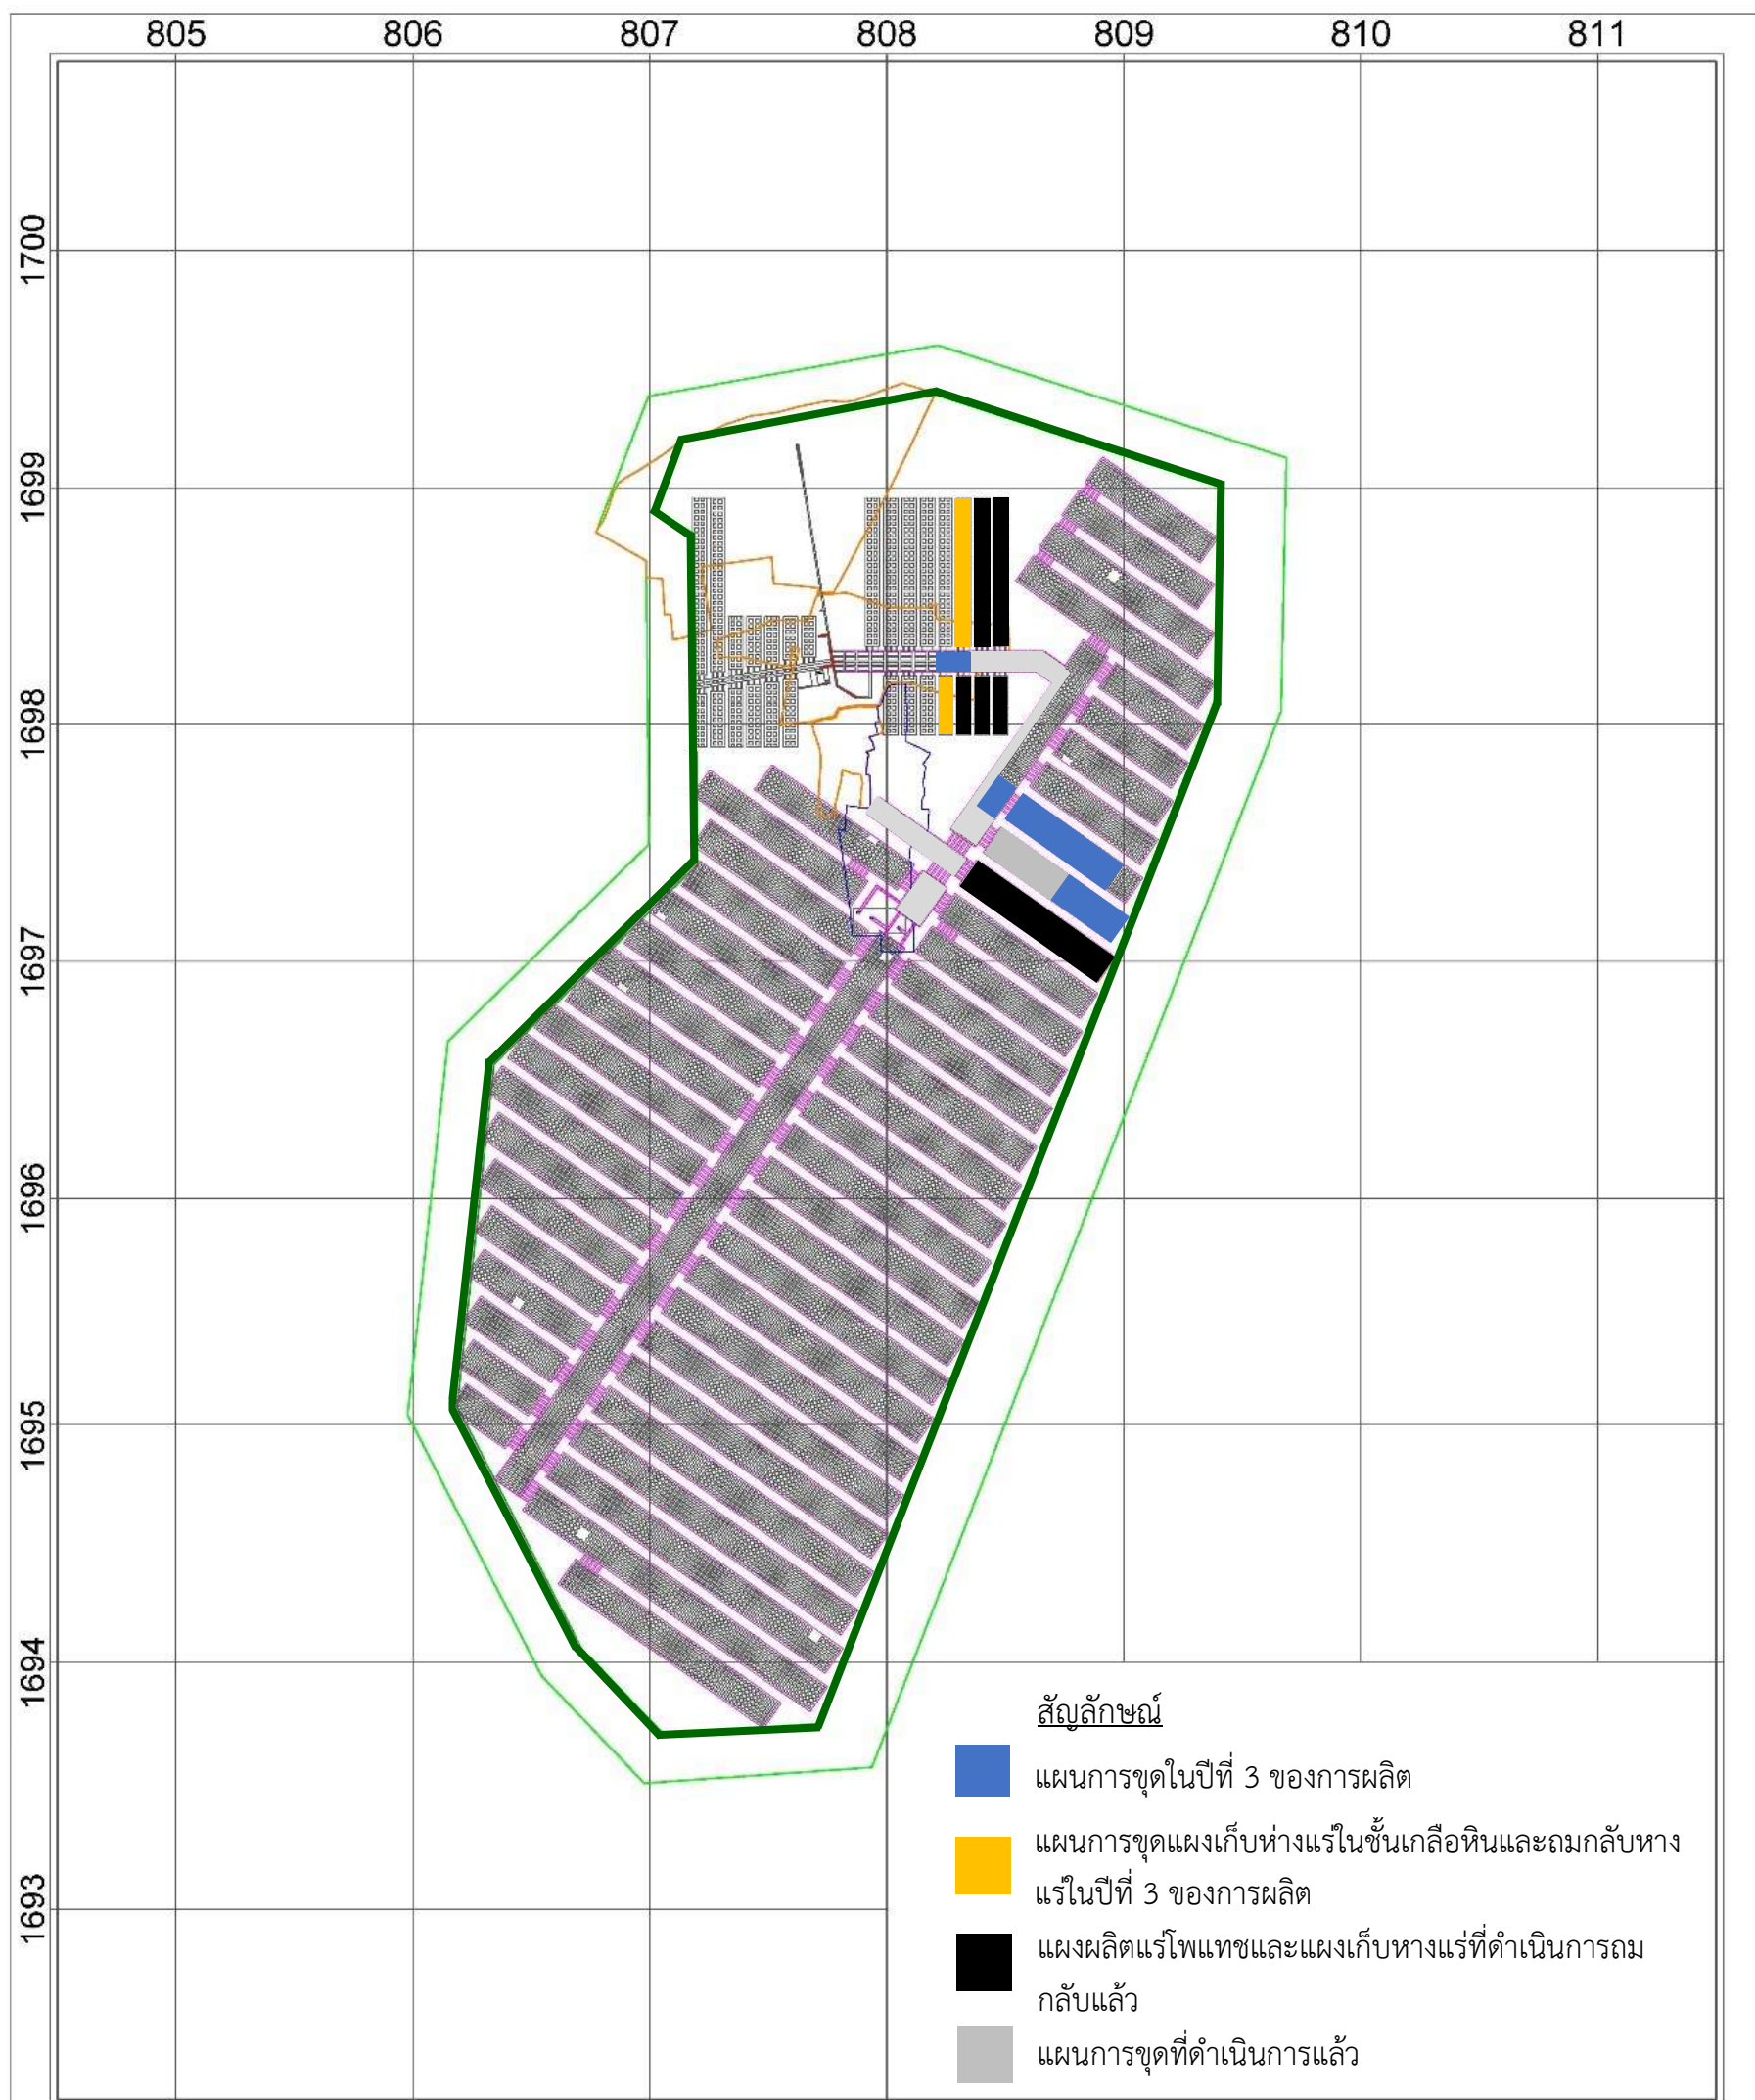 805 806 807 808 809 810 811
1700
1699
1698
1697
1696
1695
1694
1693
สัญลักษณ์
แผนการขุดในปีที่ 3 ของการผลิต
แผนการขุดแผงเก็บห่างแร่ในชั้นเกลือหินและถมกลับหาง
แร่ในปีที่ 3 ของการผลิต
แผงผลิตแร่โพแทชและแผงเก็บหางแร่ที่ดำเนินการถม
กลับแล้ว
แผนการขุดที่ดำเนินการแล้ว